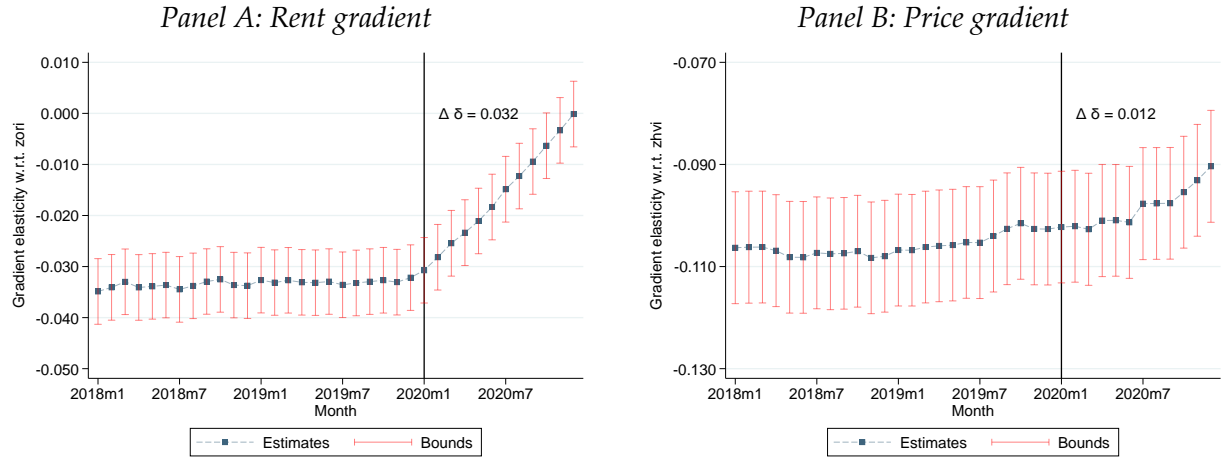 Panel A: Rent gradient
Gradient elasticity w.r.t. zori
0.010
0.000
-0.010
-0.020
-0.030
-0.040
-0.050
Δ δ = 0.032
2018m1 2018m7 2019m1 2019m7 2020m1 2020m7
Month
Estimates Bounds
Panel B: Price gradient
Gradient elasticity w.r.t. zhvi
-0.070
-0.090
-0.110
-0.130
Δ δ = 0.012
2018m1 2018m7 2019m1 2019m7 2020m1 2020m7
Month
Estimates Bounds